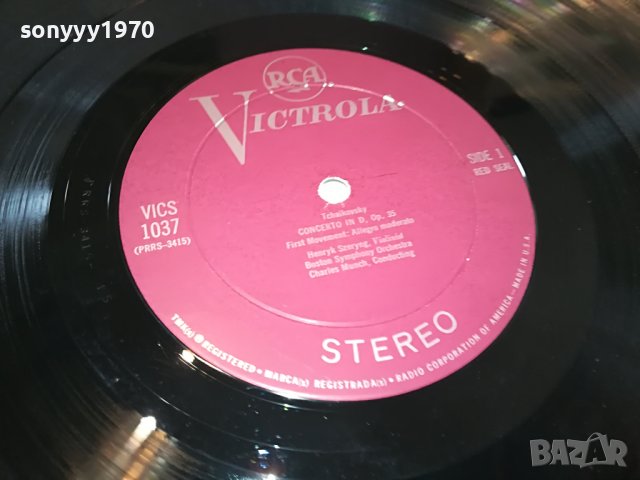 sonyyy1970
RCA
VICTROLA
SIDE 1
RED SEAL
VICS
1037
(PRRS-3415)
Tchaikovsky
CONCERTO IN D, Op. 35
First Movement: Allegro moderato
Henryk Szeryng, Violinist
Boston Symphony Orchestra
Charles Munch, Conducting
STEREO
TMK(s) ® REGISTERED • MARCA(s) REGISTRADA(s) • RADIO CORPORATION OF AMERICA—MADE IN U.S.A.
BAZAR